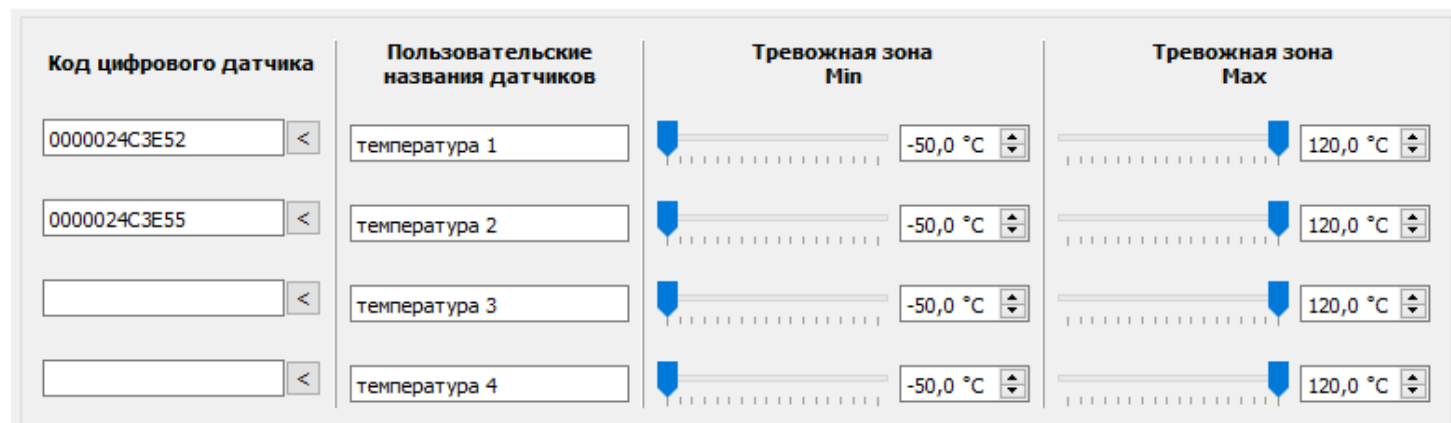 Код цифрового датчика
Пользовательские
названия датчиков
Тревожная зона
Min
Тревожная зона
Max
0000024C3E52 < температура 1 -50,0 °C 120,0 °C
0000024C3E55 < температура 2 -50,0 °C 120,0 °C
< температура 3 -50,0 °C 120,0 °C
< температура 4 -50,0 °C 120,0 °C